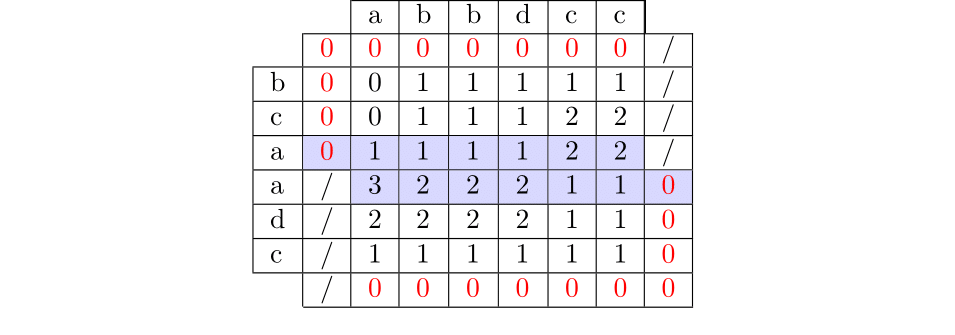 a b b d c c
0 0 0 0 0 0 0 /
b 0 0 1 1 1 1 1 /
c 0 0 1 1 1 2 2 /
a 0 1 1 1 1 2 2 /
a / 3 2 2 2 1 1 0
d / 2 2 2 2 1 1 0
c / 1 1 1 1 1 1 0
/ 0 0 0 0 0 0 0